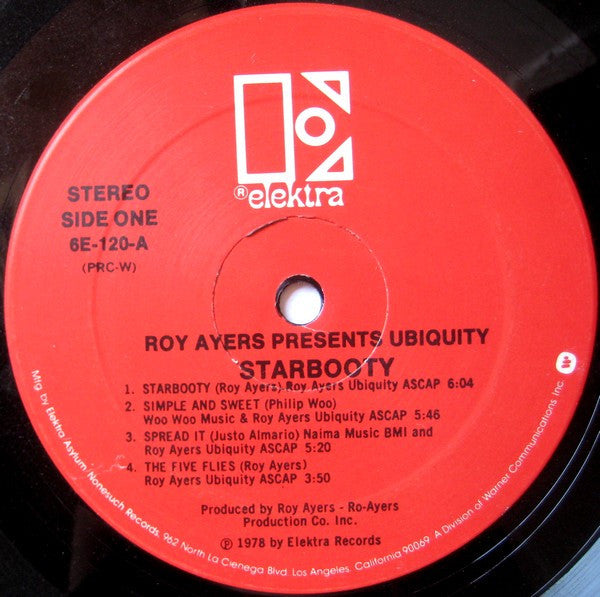 ® elektra
STEREO
SIDE ONE
6E-120-A
(PRC-W)
ROY AYERS PRESENTS UBIQUITY
STARBOOTY
1. STARBOOTY (Roy Ayers) Roy Ayers Ubiquity ASCAP 6:04
2. SIMPLE AND SWEET (Philip Woo)
Woo Woo Music & Roy Ayers Ubiquity ASCAP 5:46
3. SPREAD IT (Justo Almario) Naima Music BMI and
Roy Ayers Ubiquity ASCAP 5:20
4. THE FIVE FLIES (Roy Ayers)
Roy Ayers Ubiquity ASCAP 3:50
Produced by Roy Ayers - Ro-Ayers
Production Co. Inc.
℗ 1978 by Elektra Records
Mfg. by Elektra Asylum Nonesuch Records, 962 North La Cienega Blvd. Los Angeles, California 90069. A Division of Warner Communications Inc.